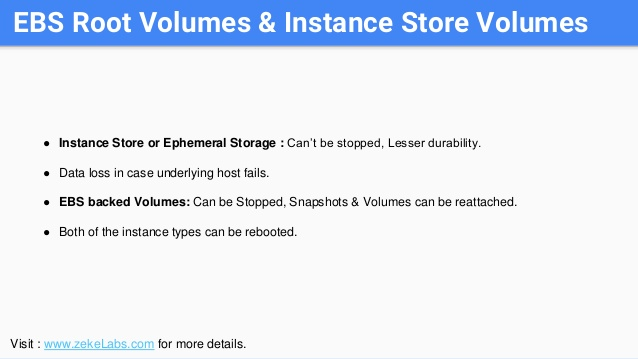 EBS Root Volumes & Instance Store Volumes
● Instance Store or Ephemeral Storage : Can’t be stopped, Lesser durability.
● Data loss in case underlying host fails.
● EBS backed Volumes: Can be Stopped, Snapshots & Volumes can be reattached.
● Both of the instance types can be rebooted.
Visit : www.zekeLabs.com for more details.